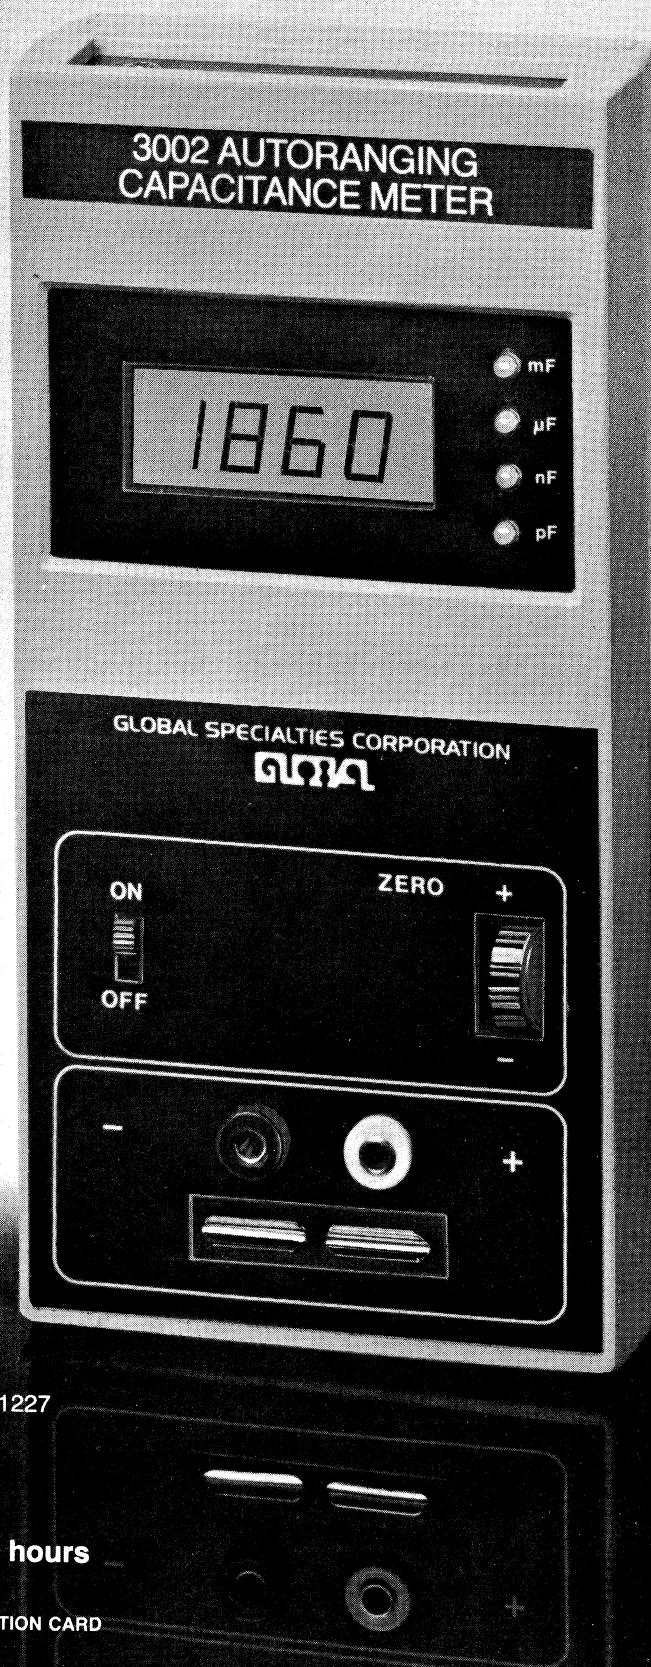 3002 AUTORANGING
CAPACITANCE METER
1860
mF
µF
nF
pF
GLOBAL SPECIALTIES CORPORATION
ON
OFF
ZERO
+
−
−
+
1227
hours
TION CARD